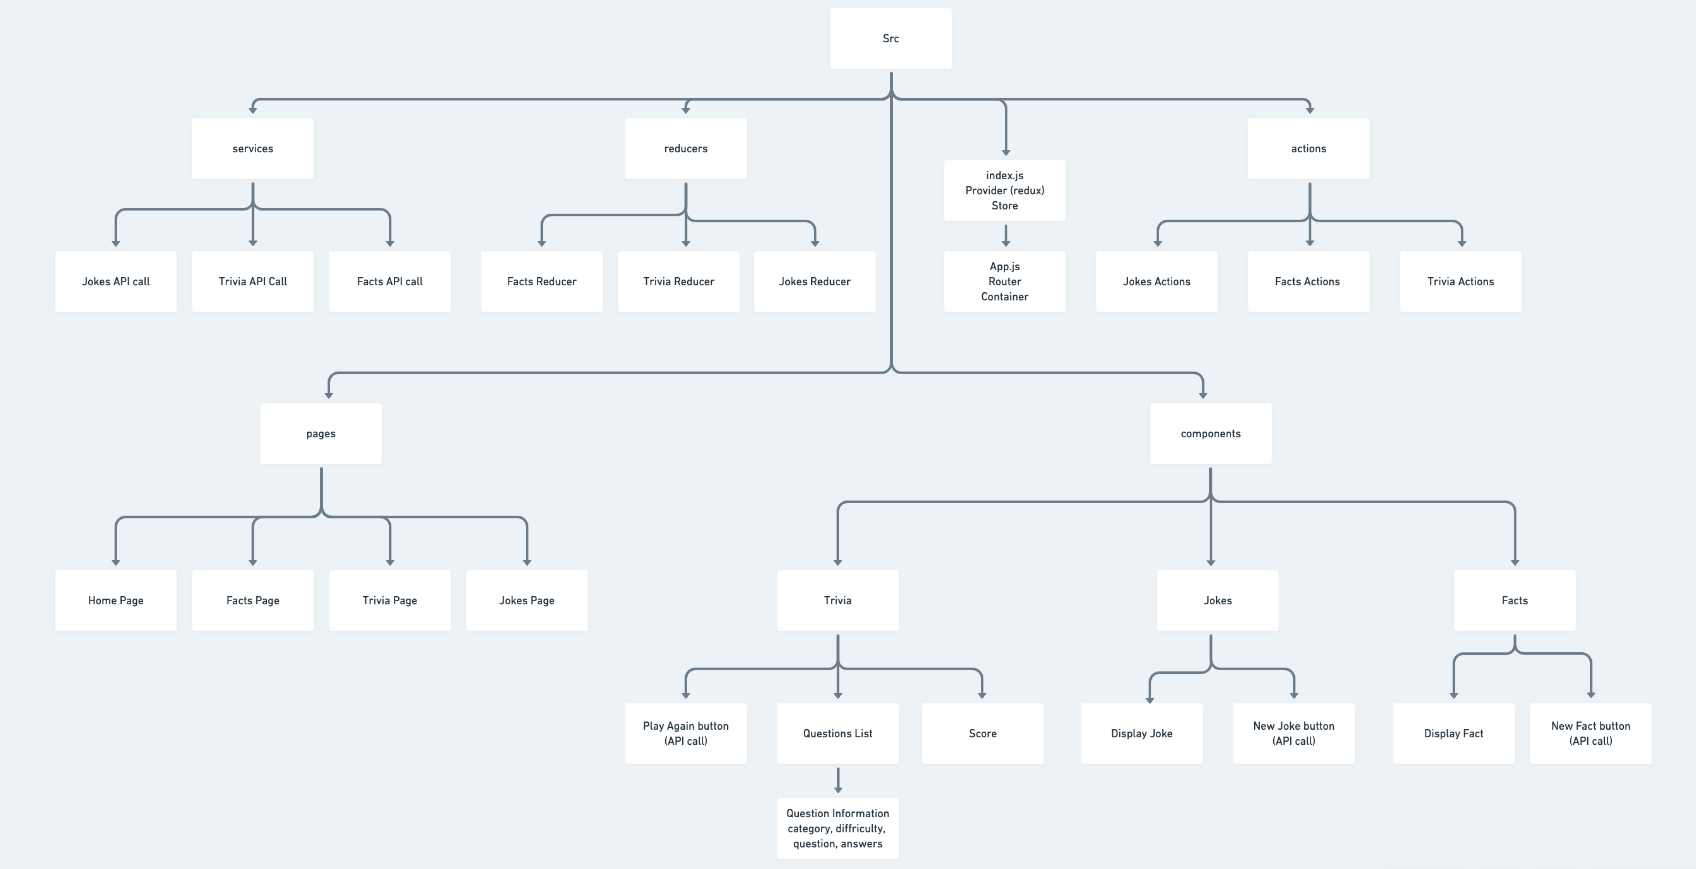 Src
services
reducers
index.js
Provider (redux)
Store
actions
Jokes API call
Trivia API Call
Facts API call
Facts Reducer
Trivia Reducer
Jokes Reducer
App.js
Router
Container
Jokes Actions
Facts Actions
Trivia Actions
pages
components
Home Page
Facts Page
Trivia Page
Jokes Page
Trivia
Jokes
Facts
Play Again button
(API call)
Questions List
Score
Display Joke
New Joke button
(API call)
Display Fact
New Fact button
(API call)
Question Information
category, diffriculty,
question, answers